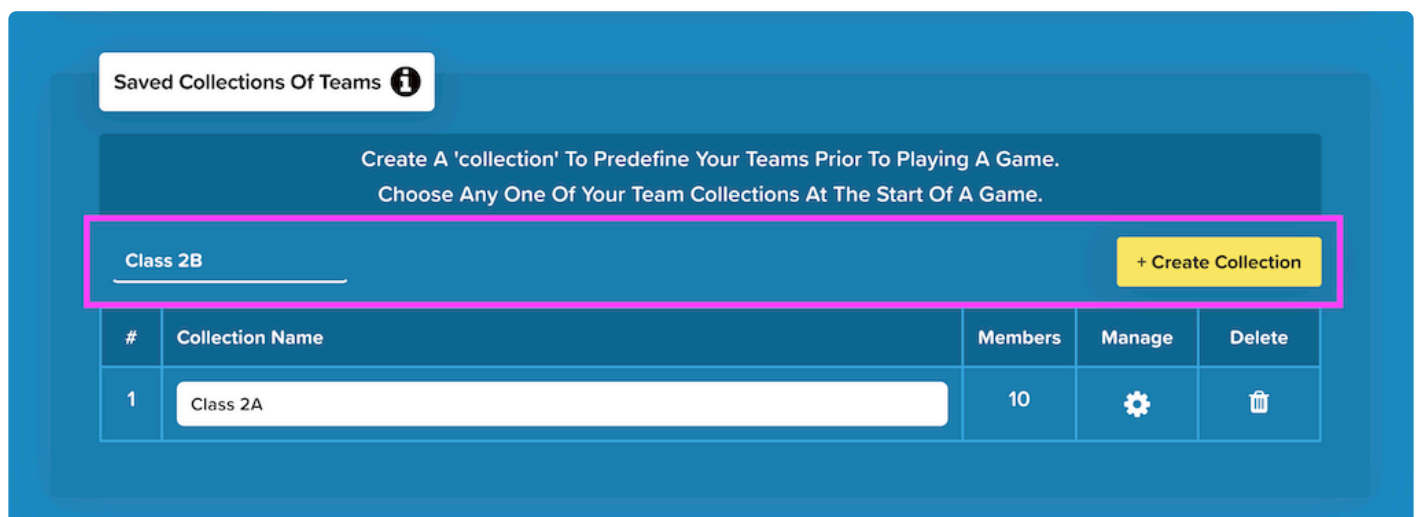 Saved Collections Of Teams
Create A 'collection' To Predefine Your Teams Prior To Playing A Game.
Choose Any One Of Your Team Collections At The Start Of A Game.
Class 2B
+ Create Collection
# Collection Name Members Manage Delete
1 Class 2A 10